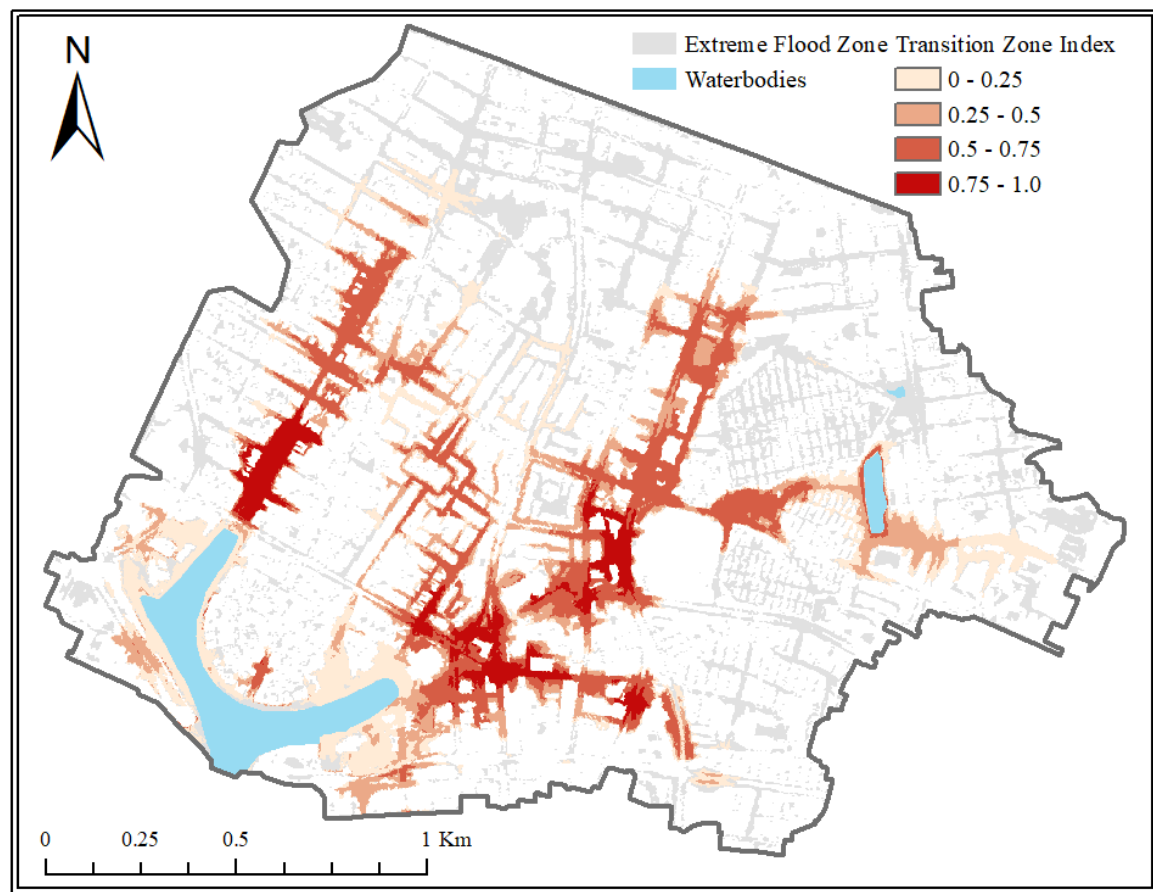 N
Extreme Flood Zone Transition Zone Index
Waterbodies
0 - 0.25
0.25 - 0.5
0.5 - 0.75
0.75 - 1.0
0 0.25 0.5 1 Km